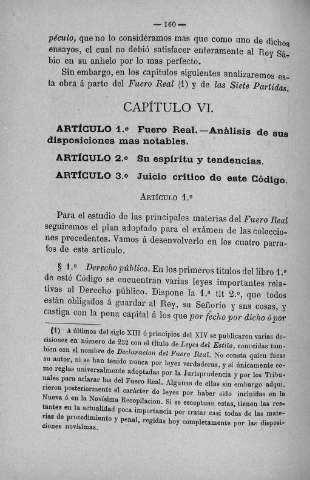 — 160 —
péculo, que no lo consideramos mas que como uno de dichos
ensayos, el cual no debió satisfacer enteramente al Rey Sá-
bio en su anhelo por lo mas perfecto.
Sin embargo, en los capítulos siguientes analizaremos es-
ta obra á parte del Fuero Real (1) y de las Siete Partidas.
CAPÍTULO VI.
ARTÍCULO 1.º Fuero Real.—Análisis de sus
disposiciones mas notables.
ARTÍCULO 2.º Su espíritu y tendencias.
ARTÍCULO 3.º Juicio crítico de este Código.
ARTÍCULO 1.º
Para el estudio de las principales materias del Fuero Real
seguiremos el plan adoptado para el exámen de las coleccio-
nes precedentes. Vamos á desenvolverlo en los cuatro parra-
fos de este artículo.
§ 1.º Derecho público. En los primeros títulos del libro 1.º
de esté Código se encuentran varias leyes importantes rela-
tivas al Derecho público. Dispone la 1.ª tít 2.º, que todos
están obligados á guardar al Rey, su Señorío y sus cosas, y
castiga con la pena capital á los que por fecho por dicho ó por
(1) A últimos del siglo XIII ó principios del XIV se publicaron varias de-
cisiones en número de 252 con el título de Leyes del Estilo, conocidas tam-
bien con el nombre de Declaracion del Fuero Real. No consta quien fuese
su autor, ni se han tenido nunca por leyes verdaderas, y sí únicamente co-
mo reglas universalmente adoptadas por la Jurisprudencia y por los Tribu-
nales para aclarar las del Fuero Real. Algunas de ellas sin embargo adqui-
rieron posteriormente el carácter de leyes por haber sido incluidas en la
Nueva ó en la Novísima Recopilacion. Si se esceptuan estas, tienen las res-
tantes en la actualidad poca importancia por tratar casi todas de las mate-
rias de procedimiento y penal, regidas hoy completamente por las disposi-
ciones novísimas.